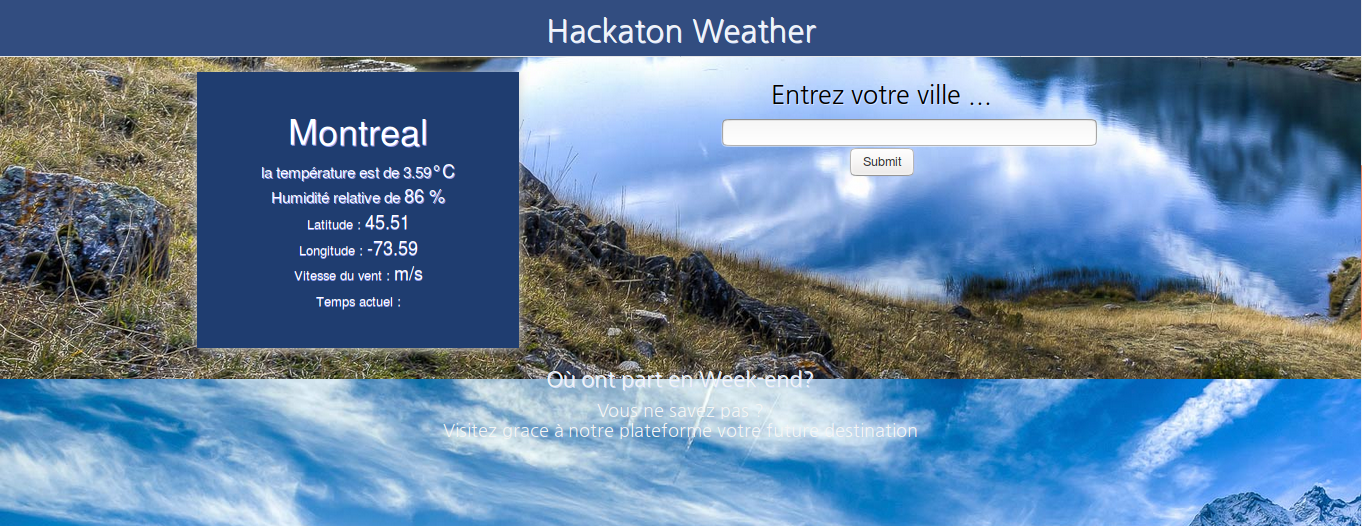 Hackaton Weather
Montreal
la température est de 3.59°C
Humidité relative de 86 %
Latitude : 45.51
Longitude : -73.59
Vitesse du vent : m/s
Temps actuel :
Entrez votre ville ...
Submit
Où ont part en Week-end?
Vous ne savez pas ?
Visitez grace à notre plateforme votre future destination